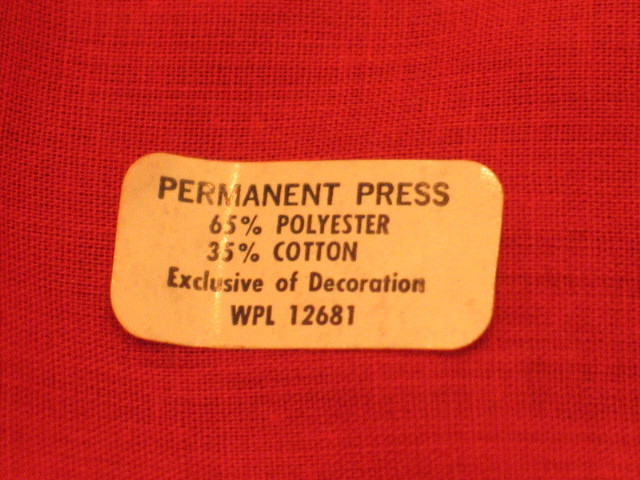 PERMANENT PRESS
65% POLYESTER
35% COTTON
Exclusive of Decoration
WPL 12681